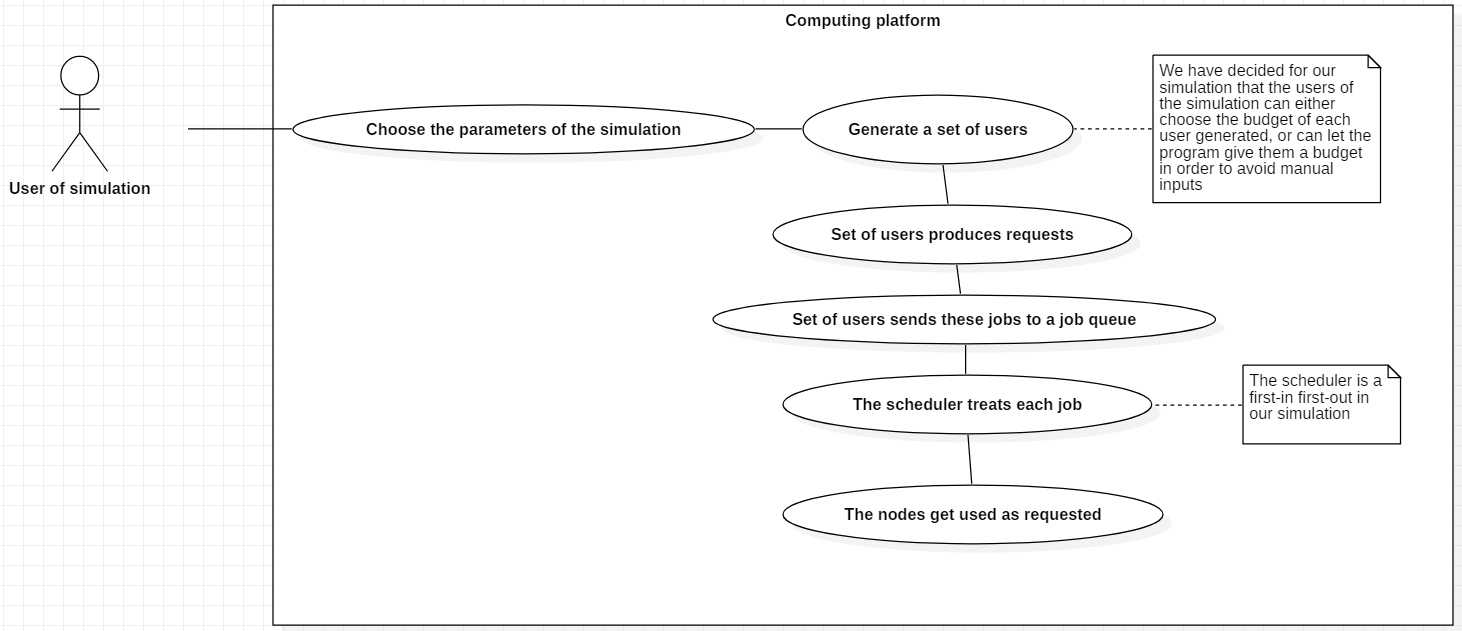 Computing platform
User of simulation
Choose the parameters of the simulation
Generate a set of users
We have decided for our
simulation that the users of
the simulation can either
choose the budget of each
user generated, or can let the
program give them a budget
in order to avoid manual
inputs
Set of users produces requests
Set of users sends these jobs to a job queue
The scheduler treats each job
The scheduler is a
first-in first-out in
our simulation
The nodes get used as requested